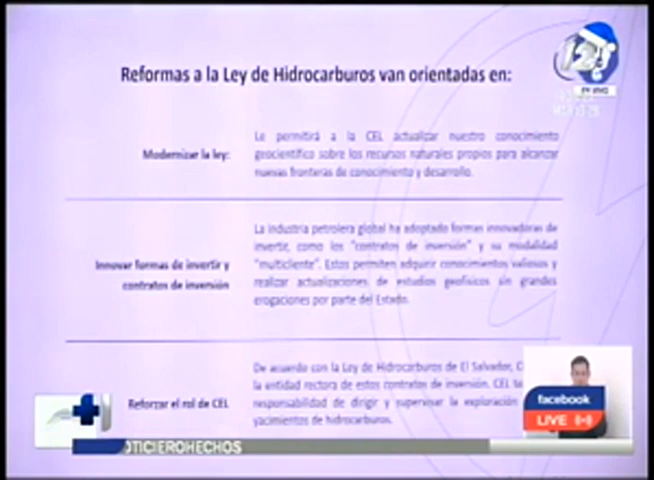 Reformas a la Ley de Hidrocarburos van orientadas en:
12
EN VIVO
Modernizar la ley:
Le permitirá a la CEL actualizar nuestro conocimiento
geocientífico sobre los recursos naturales propios para alcanzar
nuevas fronteras de conocimiento y desarrollo.
Innovar formas de invertir y
contratos de inversión
La industria petrolera global ha adoptado formas innovadoras de
invertir, como los "contratos de inversión" y su modalidad
"multicliente". Estos permiten adquirir conocimientos valiosos y
realizar actualizaciones de estudios geofísicos sin grandes
erogaciones por parte del Estado.
Reforzar el rol de CEL
De acuerdo con la Ley de Hidrocarburos de El Salvador,
la entidad rectora de estos contratos de inversión. CEL
responsabilidad de dirigir y supervisar la exploración
yacimientos de hidrocarburos.
facebook
LIVE
NOTICIEROHECHOS